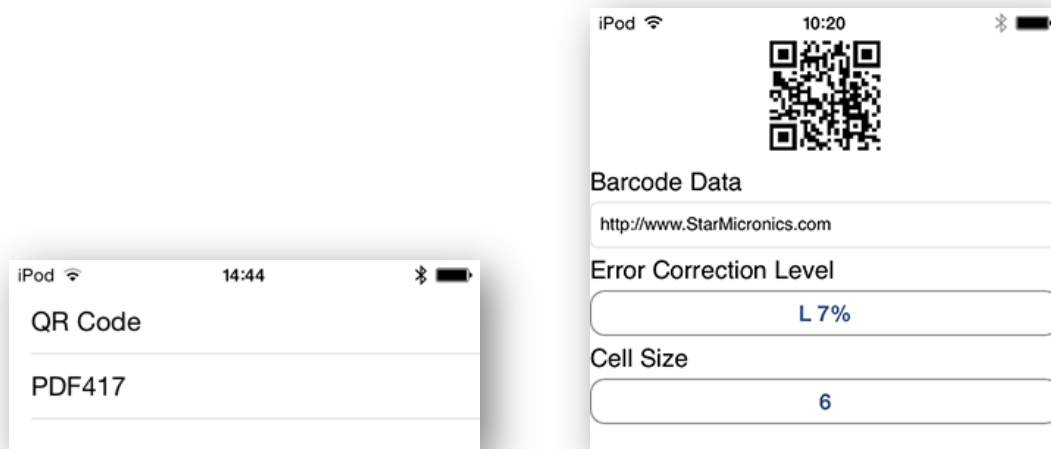 iPod 14:44
QR Code
PDF417
iPod 10:20
Barcode Data
http://www.StarMicronics.com
Error Correction Level
L 7%
Cell Size
6